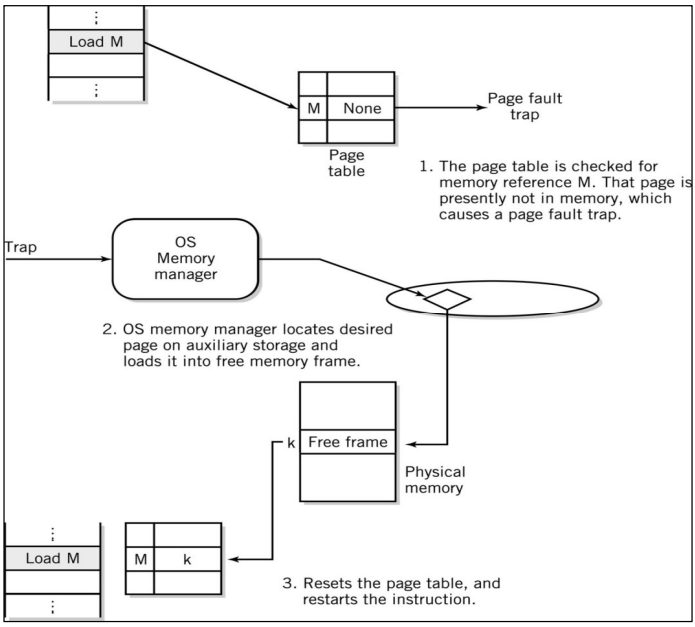 ⋮
Load M
⋮
M None
Page fault
trap
Page
table
1. The page table is checked for
memory reference M. That page is
presently not in memory, which
causes a page fault trap.
Trap
OS
Memory
manager
2. OS memory manager locates desired
page on auxiliary storage and
loads it into free memory frame.
k Free frame
Physical
memory
⋮
Load M
⋮
M k
3. Resets the page table, and
restarts the instruction.